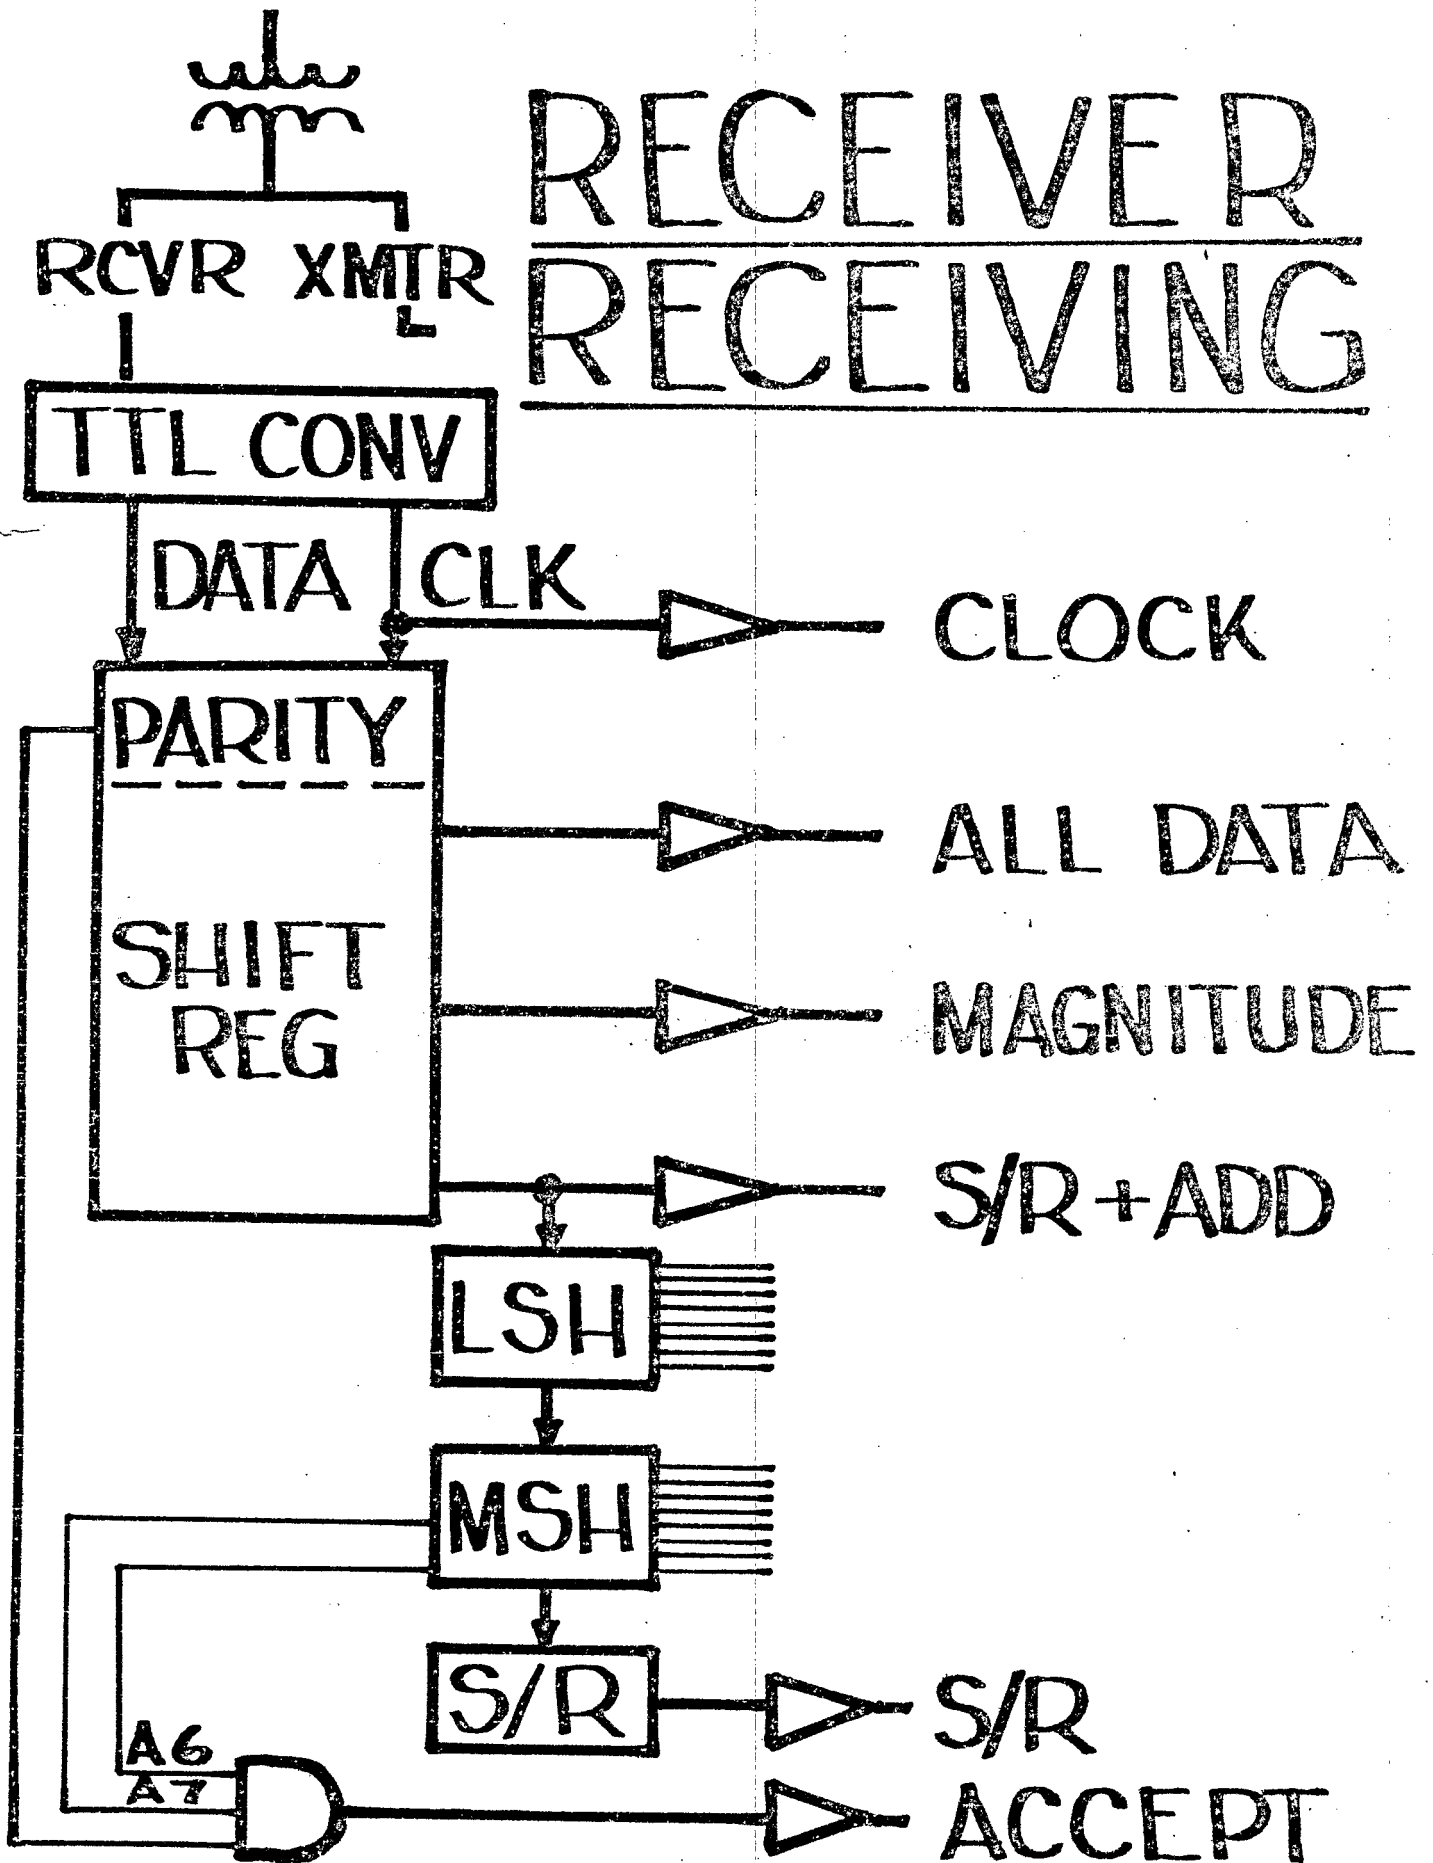 RECEIVER
RECEIVING
RCVR XMTR
TTL CONV
DATA CLK
CLOCK
PARITY
ALL DATA
SHIFT
REG
MAGNITUDE
S/R + ADD
LSH
MSH
S/R
S/R
A6
A7
ACCEPT